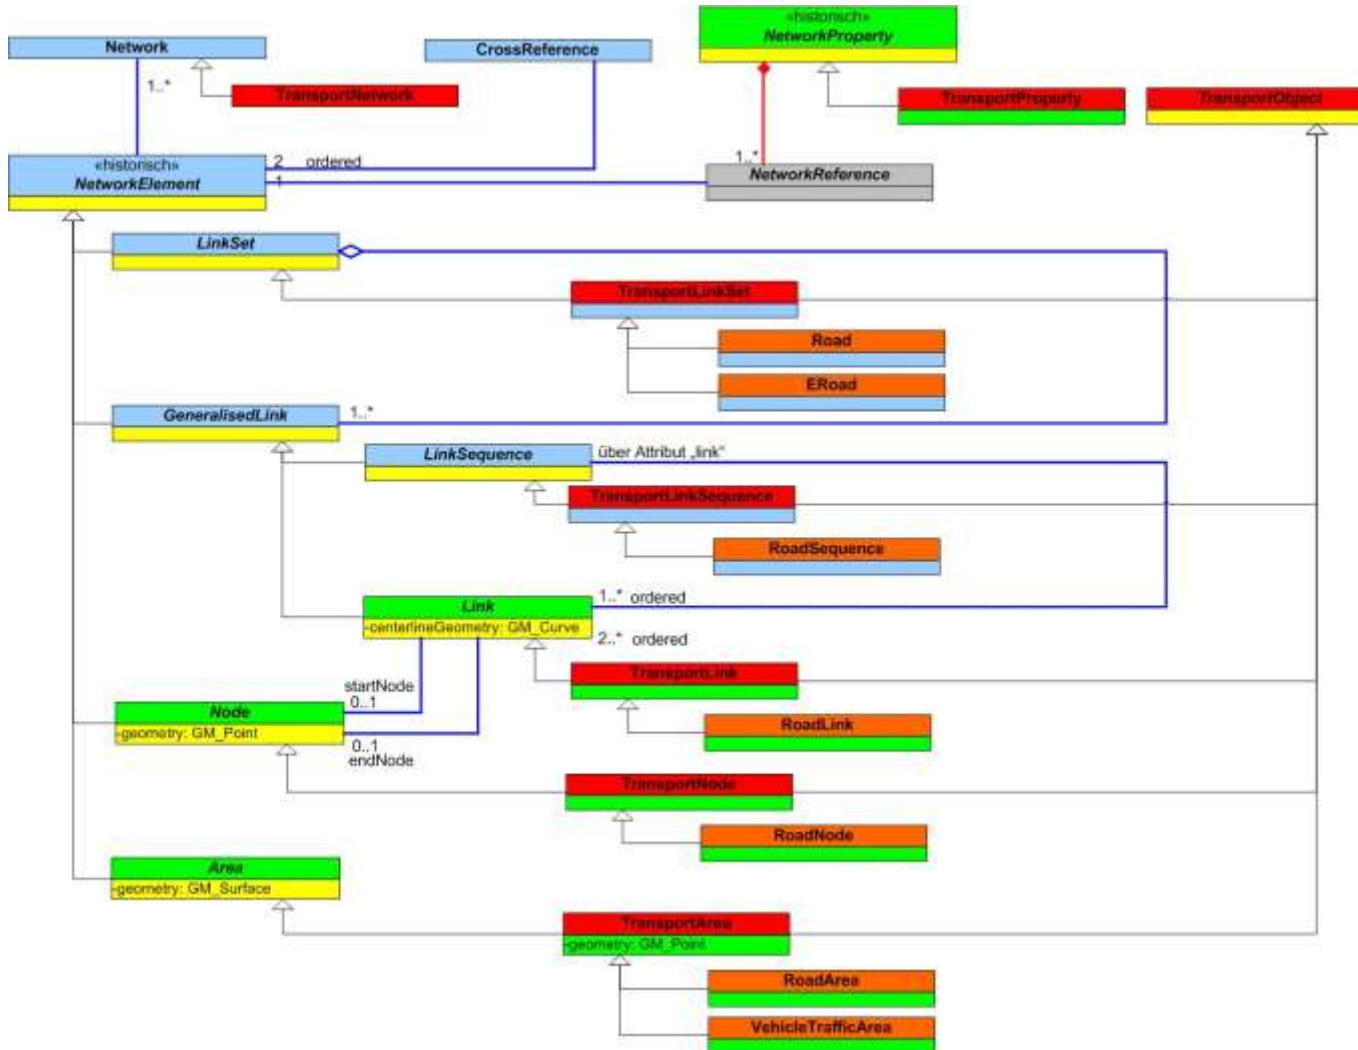 «historisch»
NetworkProperty
Network
CrossReference
1..*
TransportNetwork
TransportProperty
TransportObject
«historisch»
NetworkElement
2 ordered
1
1..*
NetworkReference
LinkSet
TransportLinkSet
Road
ERoad
GeneralisedLink
1..*
LinkSequence
über Attribut „link"
TransportLinkSequence
RoadSequence
Link
-centerlineGeometry: GM_Curve
1..* ordered
2..* ordered
TransportLink
startNode
0..1
Node
-geometry: GM_Point
RoadLink
0..1
endNode
TransportNode
RoadNode
Area
-geometry: GM_Surface
TransportArea
-geometry: GM_Point
RoadArea
VehicleTrafficArea